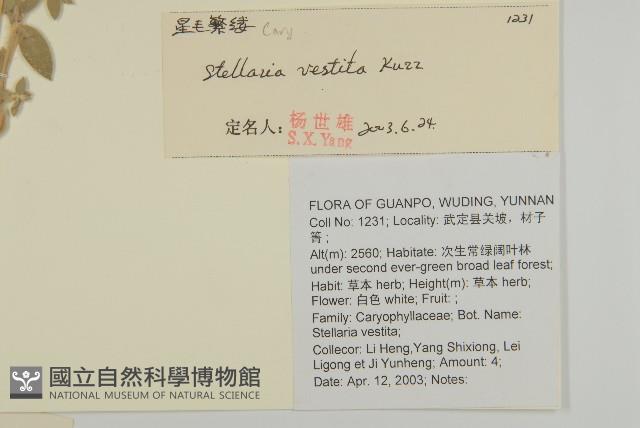 星毛繁缕 Cary 1231
Stellaria vestita Kurz
定名人: 杨世雄 2003.6.24.
S.X. Yang
FLORA OF GUANPO, WUDING, YUNNAN
Coll No: 1231; Locality: 武定县关坡，材子
箐 ;
Alt(m): 2560; Habitate: 次生常绿阔叶林
under second ever-green broad leaf forest;
Habit: 草本 herb; Height(m): 草本 herb;
Flower: 白色 white; Fruit: ;
Family: Caryophyllaceae; Bot. Name:
Stellaria vestita;
Collecor: Li Heng,Yang Shixiong, Lei
Ligong et Ji Yunheng; Amount: 4;
Date: Apr. 12, 2003; Notes:
國立自然科學博物館
NATIONAL MUSEUM OF NATURAL SCIENCE